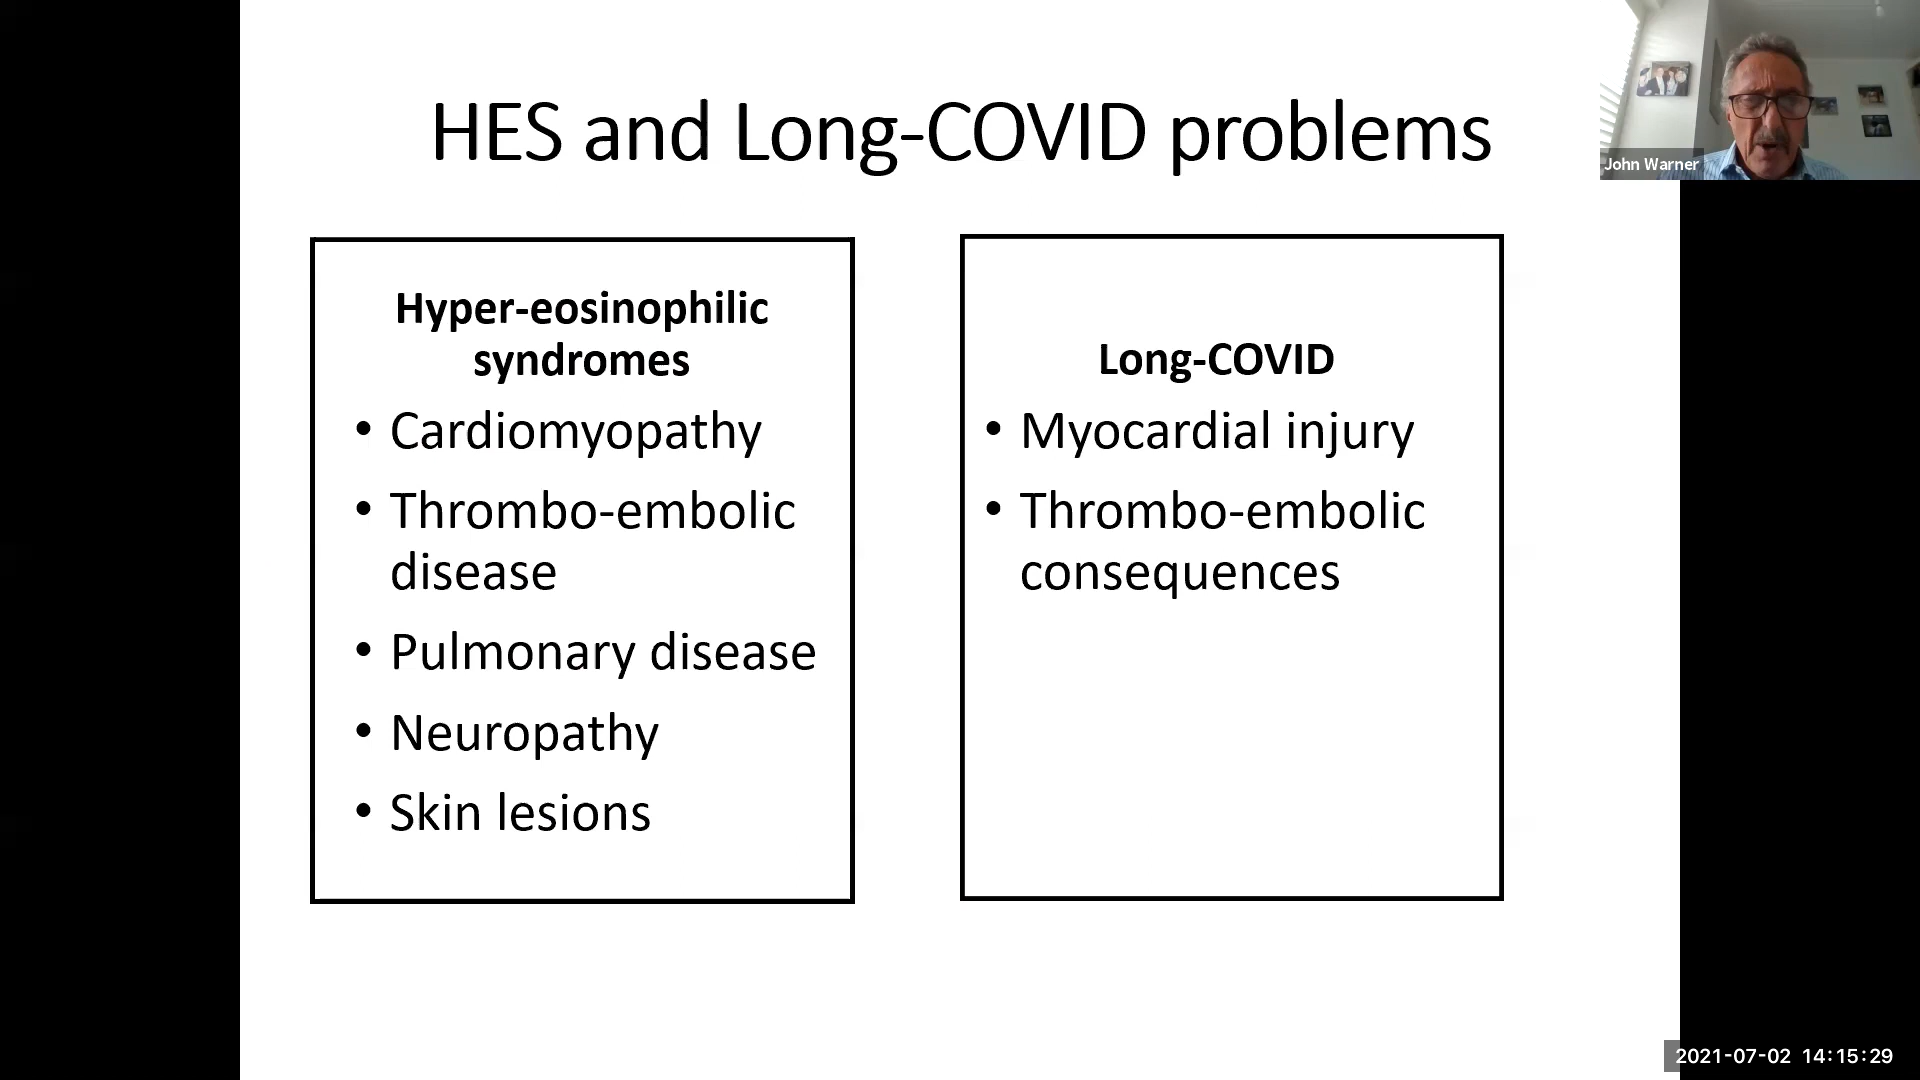 HES and Long-COVID problems
John Warner
Hyper-eosinophilic
syndromes
• Cardiomyopathy
• Thrombo-embolic
disease
• Pulmonary disease
• Neuropathy
• Skin lesions
Long-COVID
• Myocardial injury
• Thrombo-embolic
consequences
2021-07-02 14:15:29